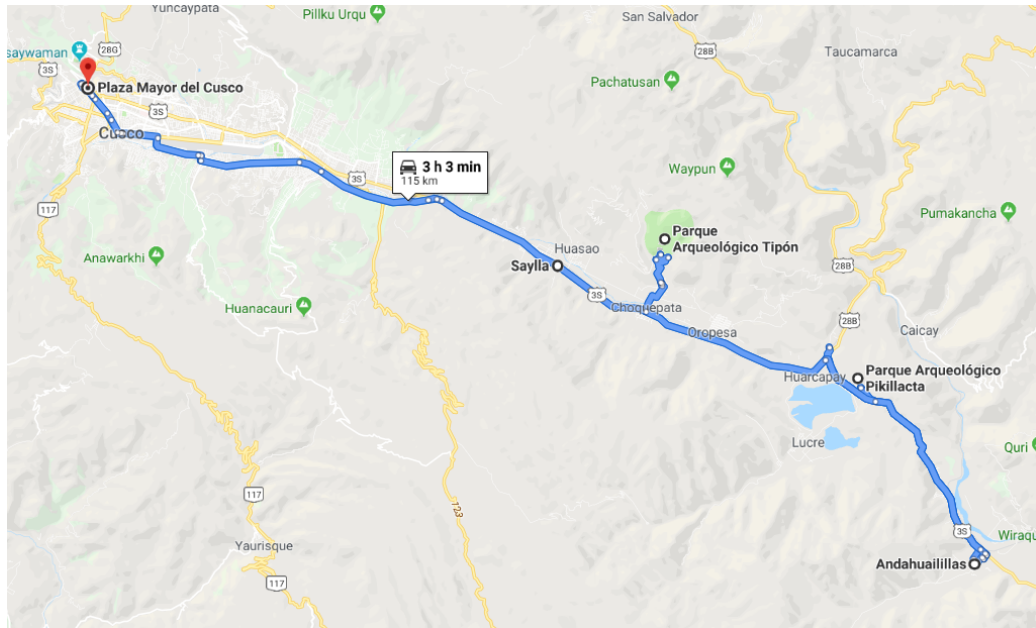 Yuncaypata
Pillku Urqu
San Salvador
Taucamarca
saywaman
28G
3S
Plaza Mayor del Cusco
3S
Pachatusan
Cusco
3 h 3 min
115 km
3S
Waypun
117
Pumakancha
Parque
Arqueológico Tipón
Anawarkhi
Huasao
Saylla
28B
3S
Huanacauri
Choquepata
28B
Oropesa
Caicay
Huarcapay
Parque Arqueológico
Pikillacta
Lucre
Quri
117
123
3S
Wiraqu
Yaurisque
Andahuailillas
117